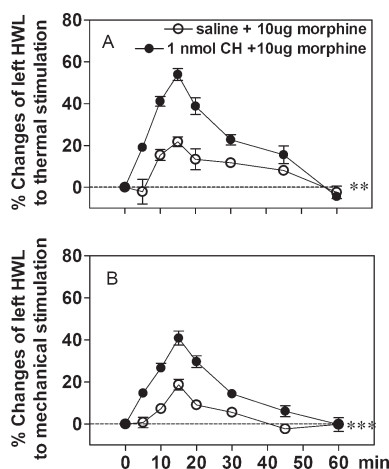 80
60
40
20
0
% Changes of left HWL
to thermal stimulation
A
saline + 10ug morphine
1 nmol CH +10ug morphine
**
80
60
40
20
0
% Changes of left HWL
to mechanical stimulation
B
***
0 10 20 30 40 50 60 min